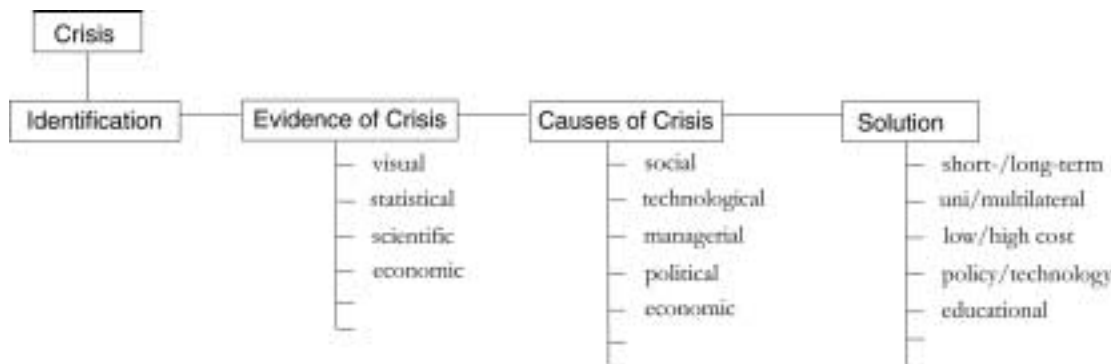 Crisis
Identification
Evidence of Crisis
Causes of Crisis
Solution
visual
statistical
scientific
economic
social
technological
managerial
political
economic
short-/long-term
uni/multilateral
low/high cost
policy/technology
educational